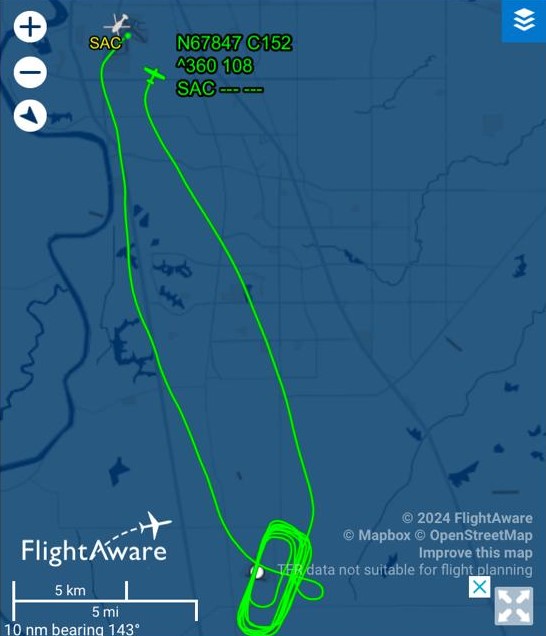 SAC
N67847 C152
^360 108
SAC --- ---
© 2024 FlightAware
© Mapbox © OpenStreetMap
Improve this map
TFR data not suitable for flight planning
FlightAware
5 km
5 mi
10 nm bearing 143°